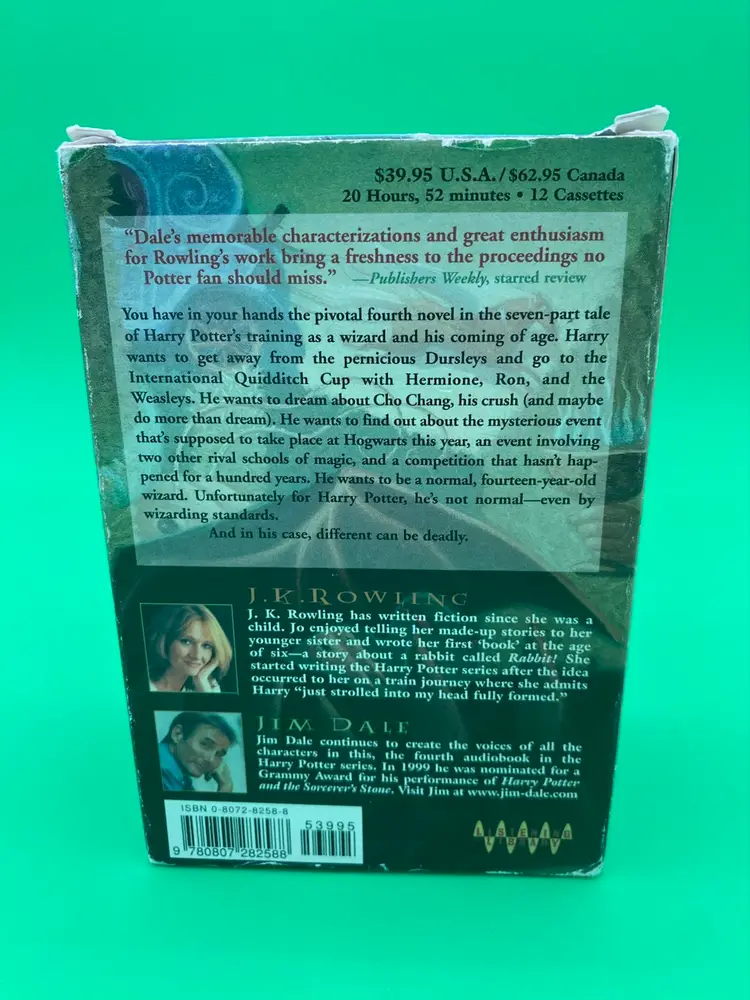 $39.95 U.S.A./$62.95 Canada
20 Hours, 52 minutes • 12 Cassettes
“Dale’s memorable characterizations and great enthusiasm
for Rowling’s work bring a freshness to the proceedings no
Potter fan should miss.” —Publishers Weekly, starred review
You have in your hands the pivotal fourth novel in the seven-part tale
of Harry Potter’s training as a wizard and his coming of age. Harry
wants to get away from the pernicious Dursleys and go to the
International Quidditch Cup with Hermione, Ron, and the
Weasleys. He wants to dream about Cho Chang, his crush (and maybe
do more than dream). He wants to find out about the mysterious event
that’s supposed to take place at Hogwarts this year, an event involving
two other rival schools of magic, and a competition that hasn’t hap-
pened for a hundred years. He wants to be a normal, fourteen-year-old
wizard. Unfortunately for Harry Potter, he’s not normal—even by
wizarding standards.
And in his case, different can be deadly.
J.K.ROWLING
J. K. Rowling has written fiction since she was a
child. Jo enjoyed telling her made-up stories to her
younger sister and wrote her first ‘book’ at the age
of six—a story about a rabbit called Rabbit! She
started writing the Harry Potter series after the idea
occurred to her on a train journey where she admits
Harry “just strolled into my head fully formed.”
JIM DALE
Jim Dale continues to create the voices of all the
characters in this, the fourth audiobook in the
Harry Potter series. In 1999 he was nominated for a
Grammy Award for his performance of Harry Potter
and the Sorcerer’s Stone. Visit Jim at www.jim-dale.com
ISBN 0-8072-8258-8
53995
9 780807 282588
LISTENING
LIBRARY